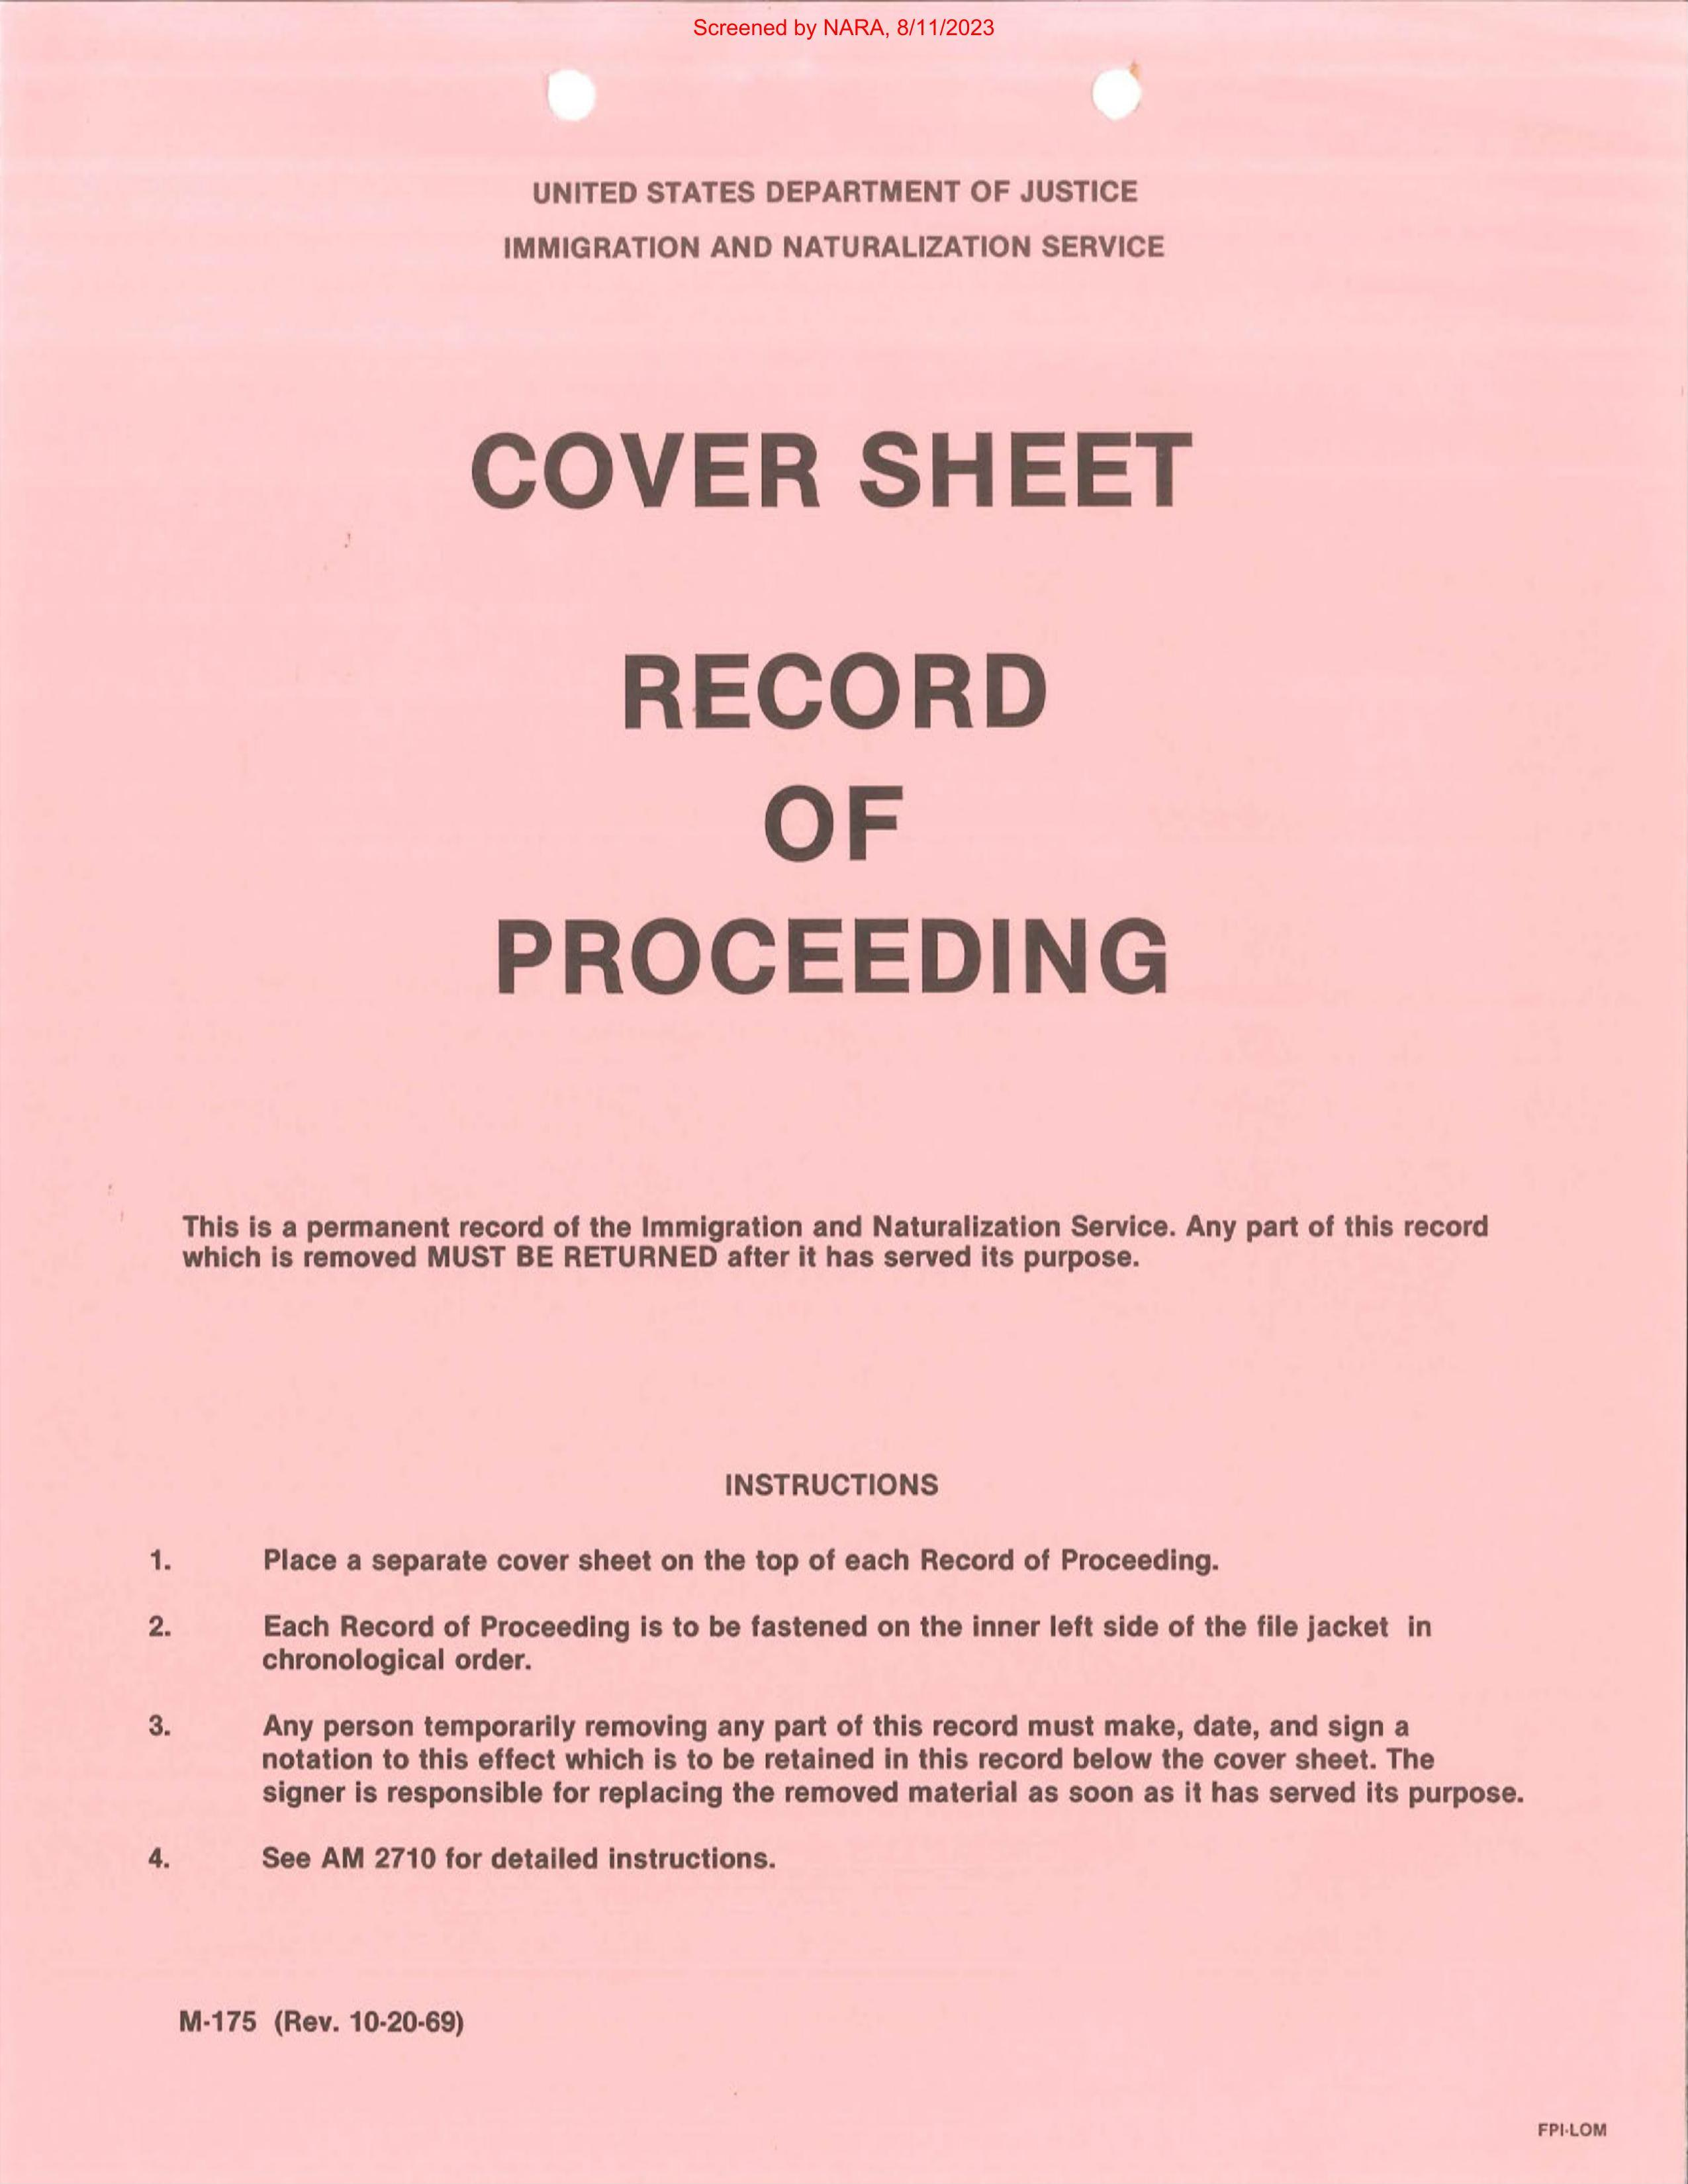 Screened by NARA, 8/11/2023
UNITED STATES DEPARTMENT OF JUSTICE
IMMIGRATION AND NATURALIZATION SERVICE
COVER SHEET
RECORD
OF
PROCEEDING
This is a permanent record of the Immigration and Naturalization Service. Any part of this record
which is removed MUST BE RETURNED after it has served its purpose.
INSTRUCTIONS
1. Place a separate cover sheet on the top of each Record of Proceeding.
2. Each Record of Proceeding is to be fastened on the inner left side of the file jacket in
chronological order.
3. Any person temporarily removing any part of this record must make, date, and sign a
notation to this effect which is to be retained in this record below the cover sheet. The
signer is responsible for replacing the removed material as soon as it has served its purpose.
4. See AM 2710 for detailed instructions.
M-175 (Rev. 10-20-69)
FPI-LOM